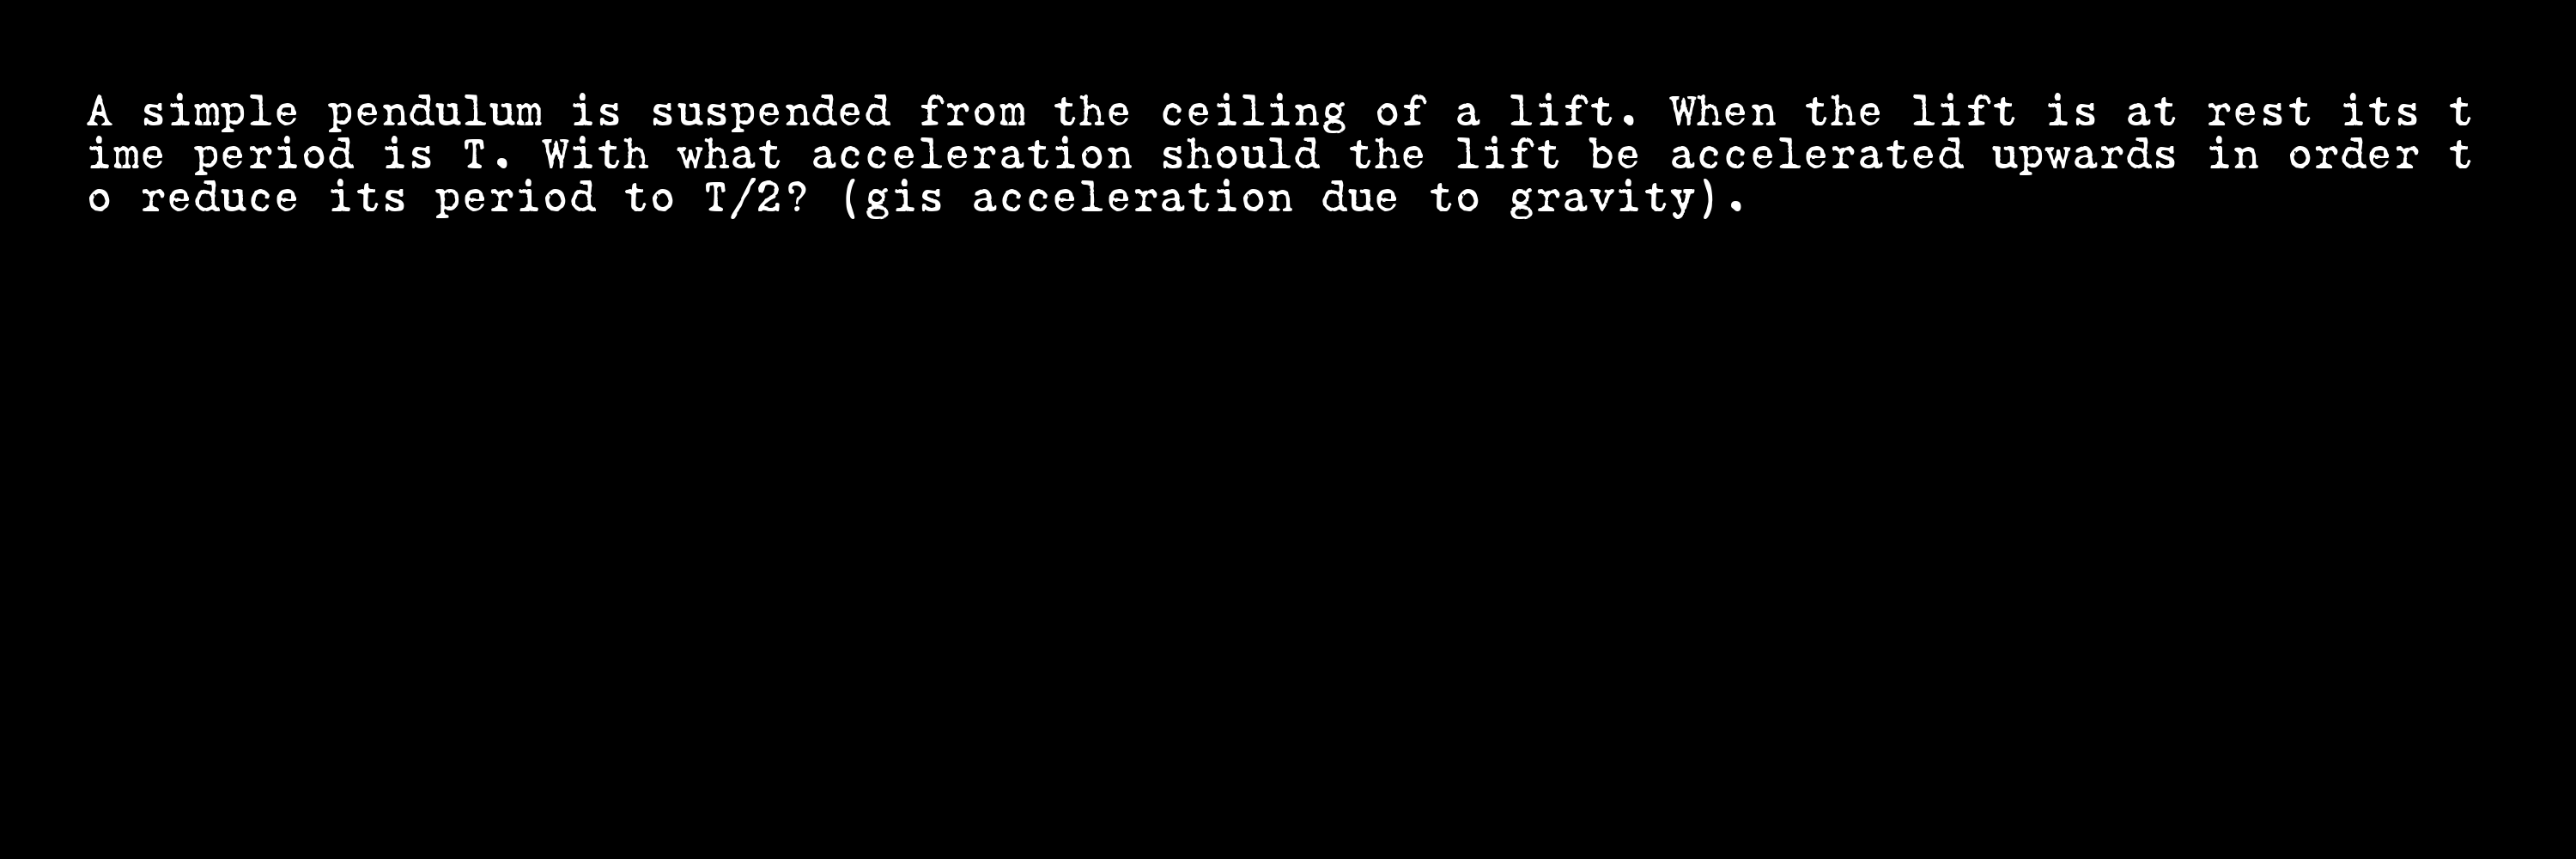 A simple pendulum is suspended from the ceiling of a lift. When the lift is at rest its t
ime period is T. With what acceleration should the lift be accelerated upwards in order t
o reduce its period to T/2? (gis acceleration due to gravity).